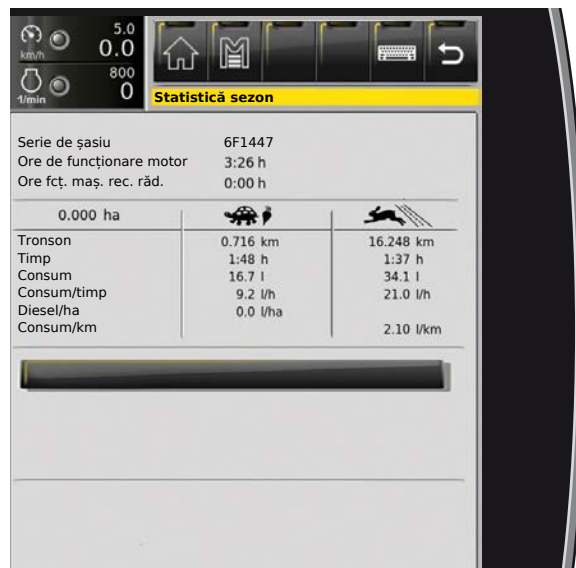 5.0
km/h 0.0
800
1/min 0
Statistică sezon
Serie de șasiu 6F1447
Ore de funcționare motor 3:26 h
Ore fcț. maș. rec. răd. 0:00 h
0.000 ha
Tronson 0.716 km 16.248 km
Timp 1:48 h 1:37 h
Consum 16.7 l 34.1 l
Consum/timp 9.2 l/h 21.0 l/h
Diesel/ha 0.0 l/ha
Consum/km 2.10 l/km